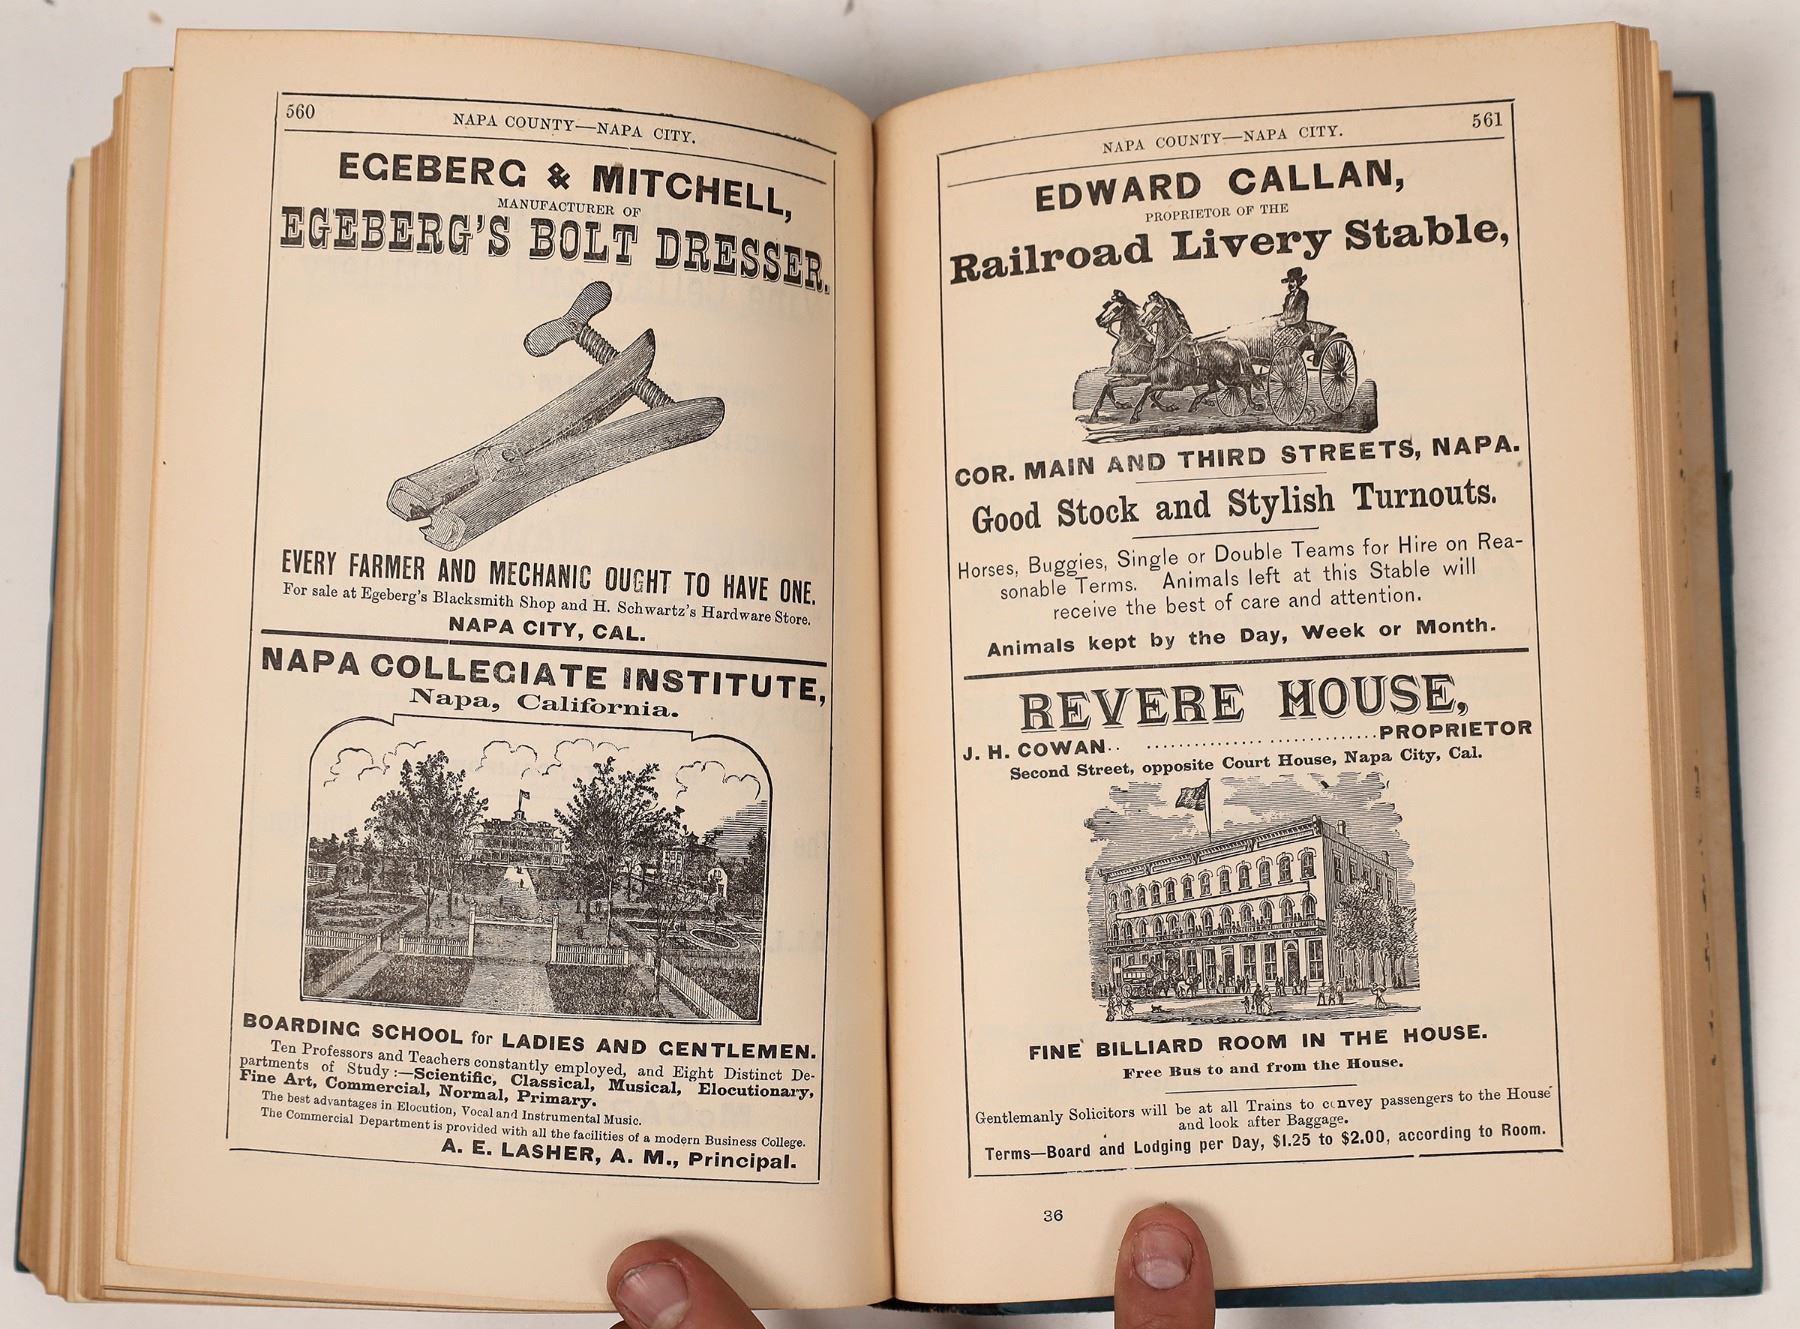 560
NAPA COUNTY—NAPA CITY.
EGEBERG & MITCHELL,
MANUFACTURER OF
EGEBERG'S BOLT DRESSER.
EVERY FARMER AND MECHANIC OUGHT TO HAVE ONE.
For sale at Egeberg's Blacksmith Shop and H. Schwartz's Hardware Store.
NAPA CITY, CAL.
NAPA COLLEGIATE INSTITUTE,
Napa, California.
BOARDING SCHOOL for LADIES AND GENTLEMEN.
Ten Professors and Teachers constantly employed, and Eight Distinct De-
partments of Study :—Scientific, Classical, Musical, Elocutionary,
Fine Art, Commercial, Normal, Primary.
The best advantages in Elocution, Vocal and Instrumental Music.
The Commercial Department is provided with all the facilities of a modern Business College.
A. E. LASHER, A. M., Principal.
NAPA COUNTY—NAPA CITY.
561
EDWARD CALLAN,
PROPRIETOR OF THE
Railroad Livery Stable,
COR. MAIN AND THIRD STREETS, NAPA.
Good Stock and Stylish Turnouts.
Horses, Buggies, Single or Double Teams for Hire on Rea-
sonable Terms. Animals left at this Stable will
receive the best of care and attention.
Animals kept by the Day, Week or Month.
REVERE HOUSE,
J. H. COWAN.. ........................PROPRIETOR
Second Street, opposite Court House, Napa City, Cal.
FINE BILLIARD ROOM IN THE HOUSE.
Free Bus to and from the House.
Gentlemanly Solicitors will be at all Trains to convey passengers to the House
and look after Baggage.
Terms—Board and Lodging per Day, $1.25 to $2.00, according to Room.
36